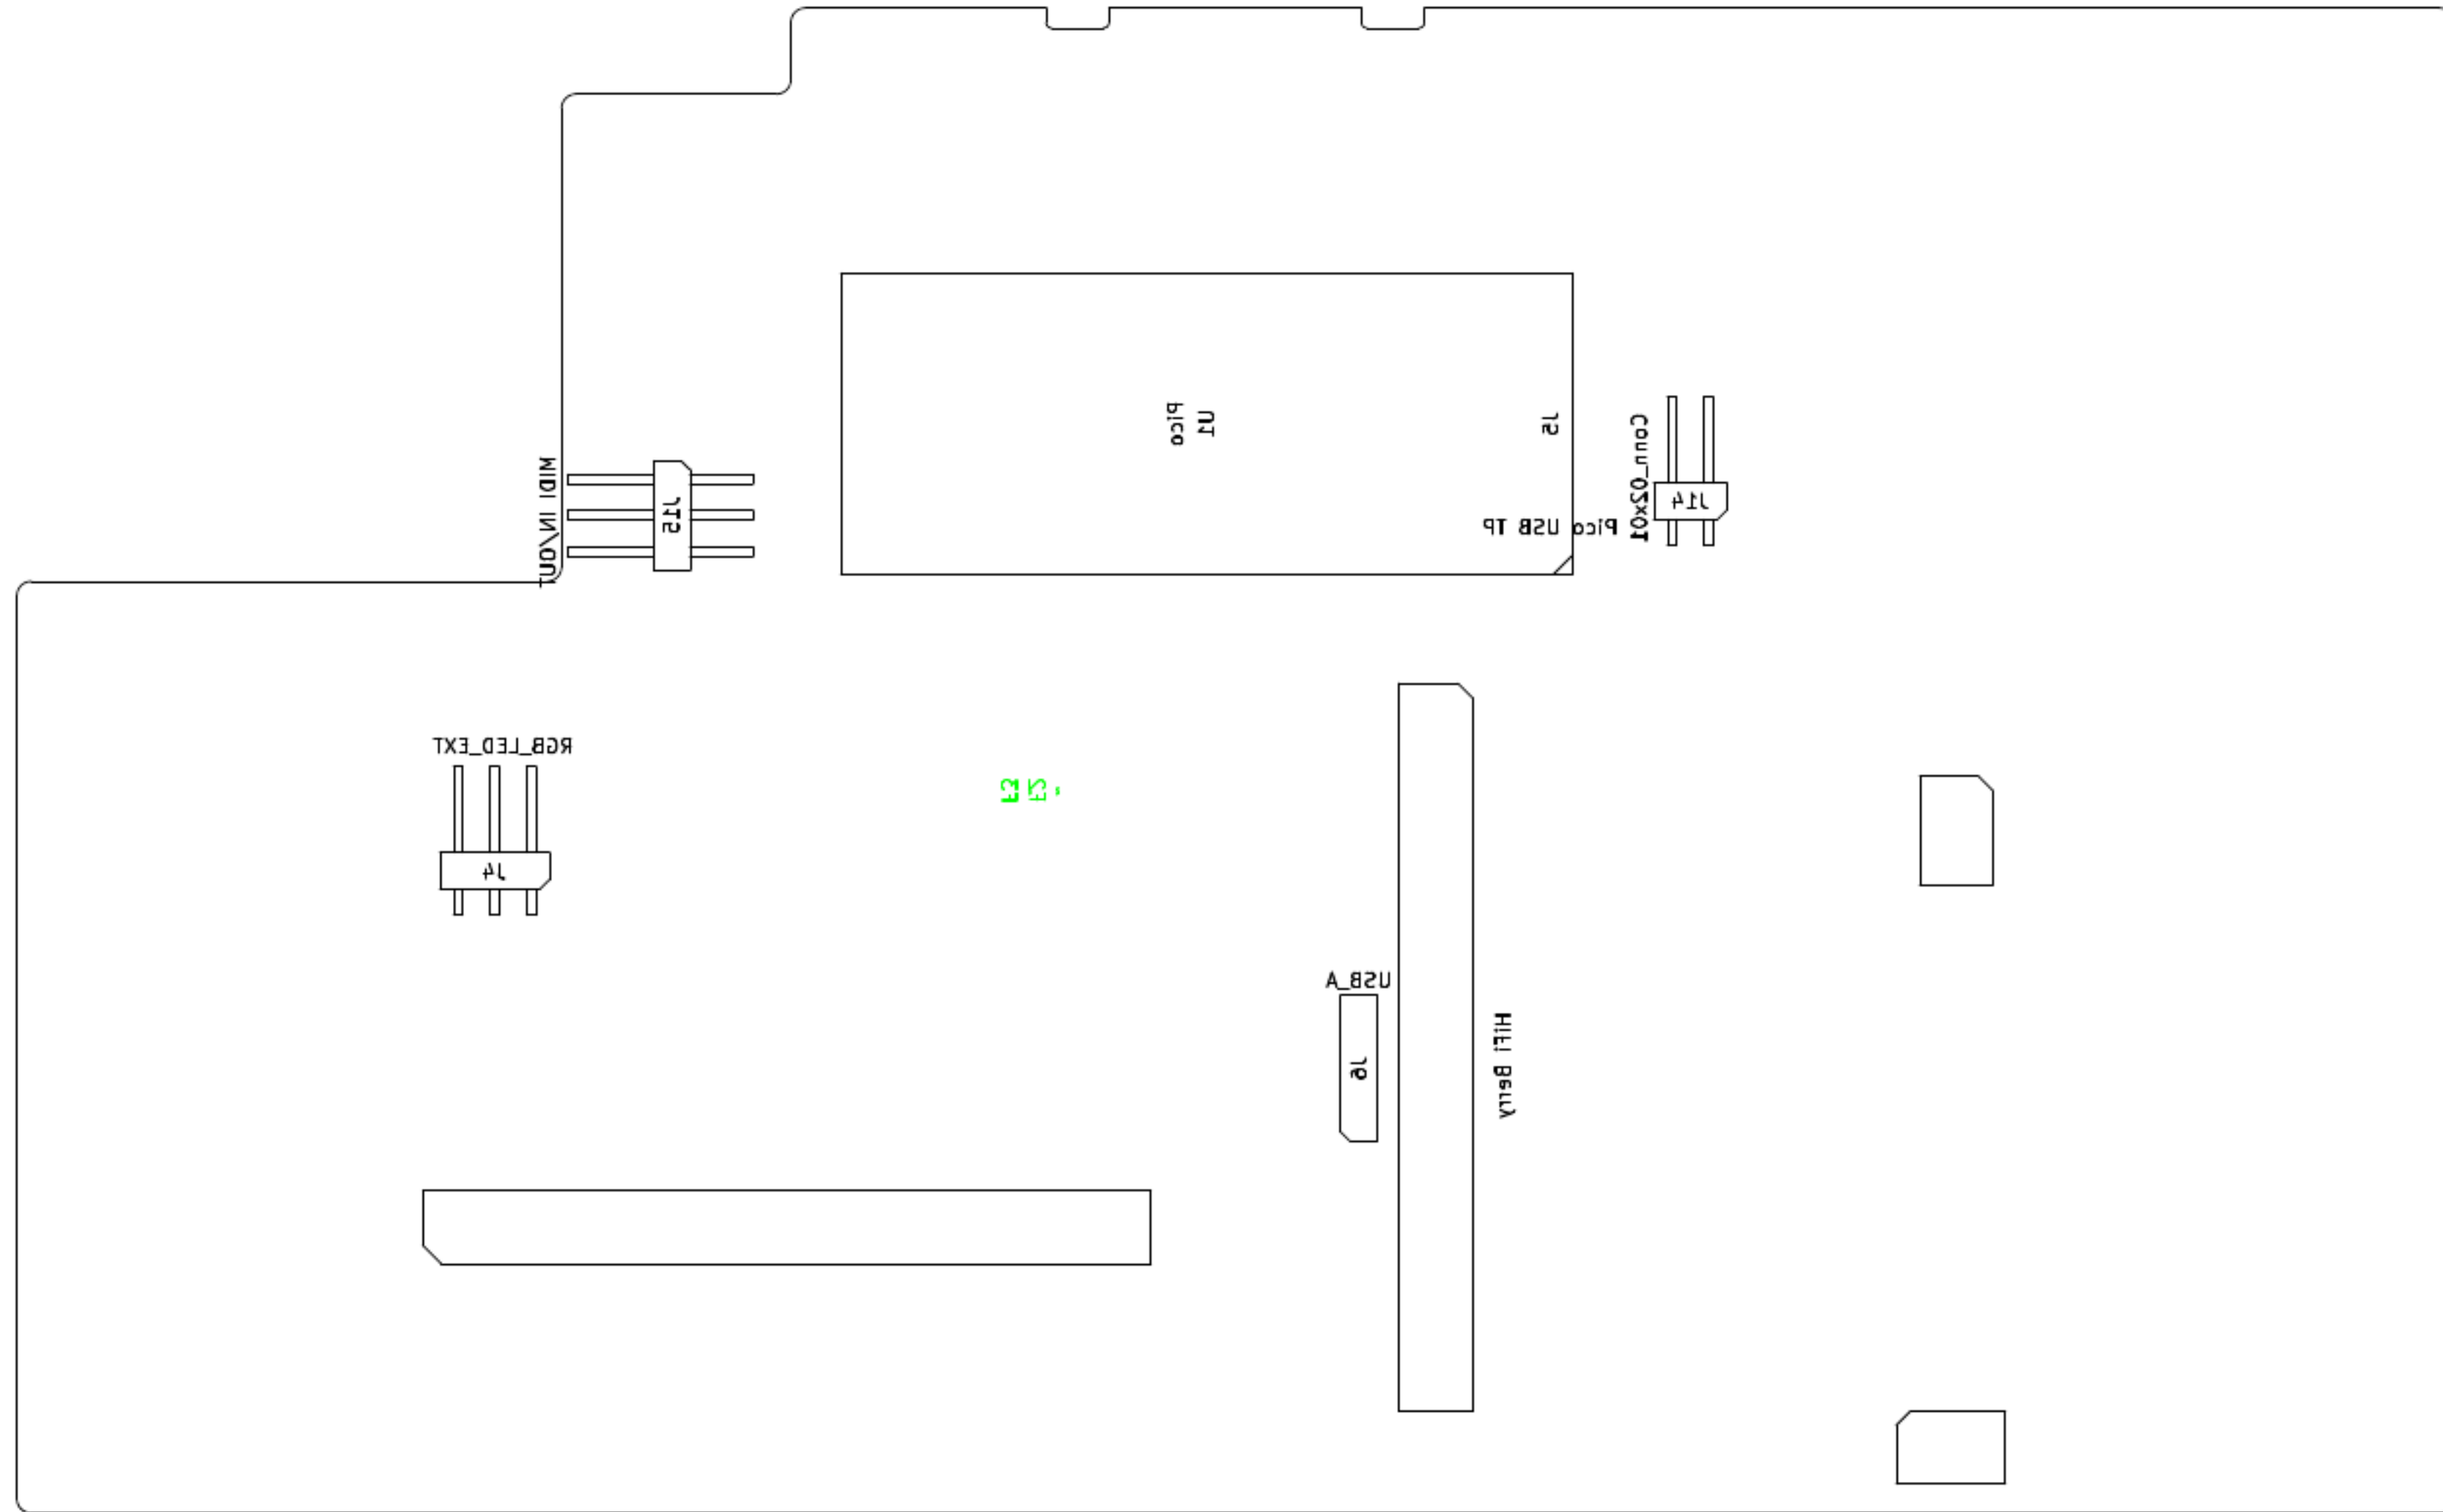 Pico
U1
J5
Conn_02x01
J14
MIDI IN/OUT
J15
Pico USB TP
RGB_LED_EXT
J4
USB_A
J6
HiFi Berry